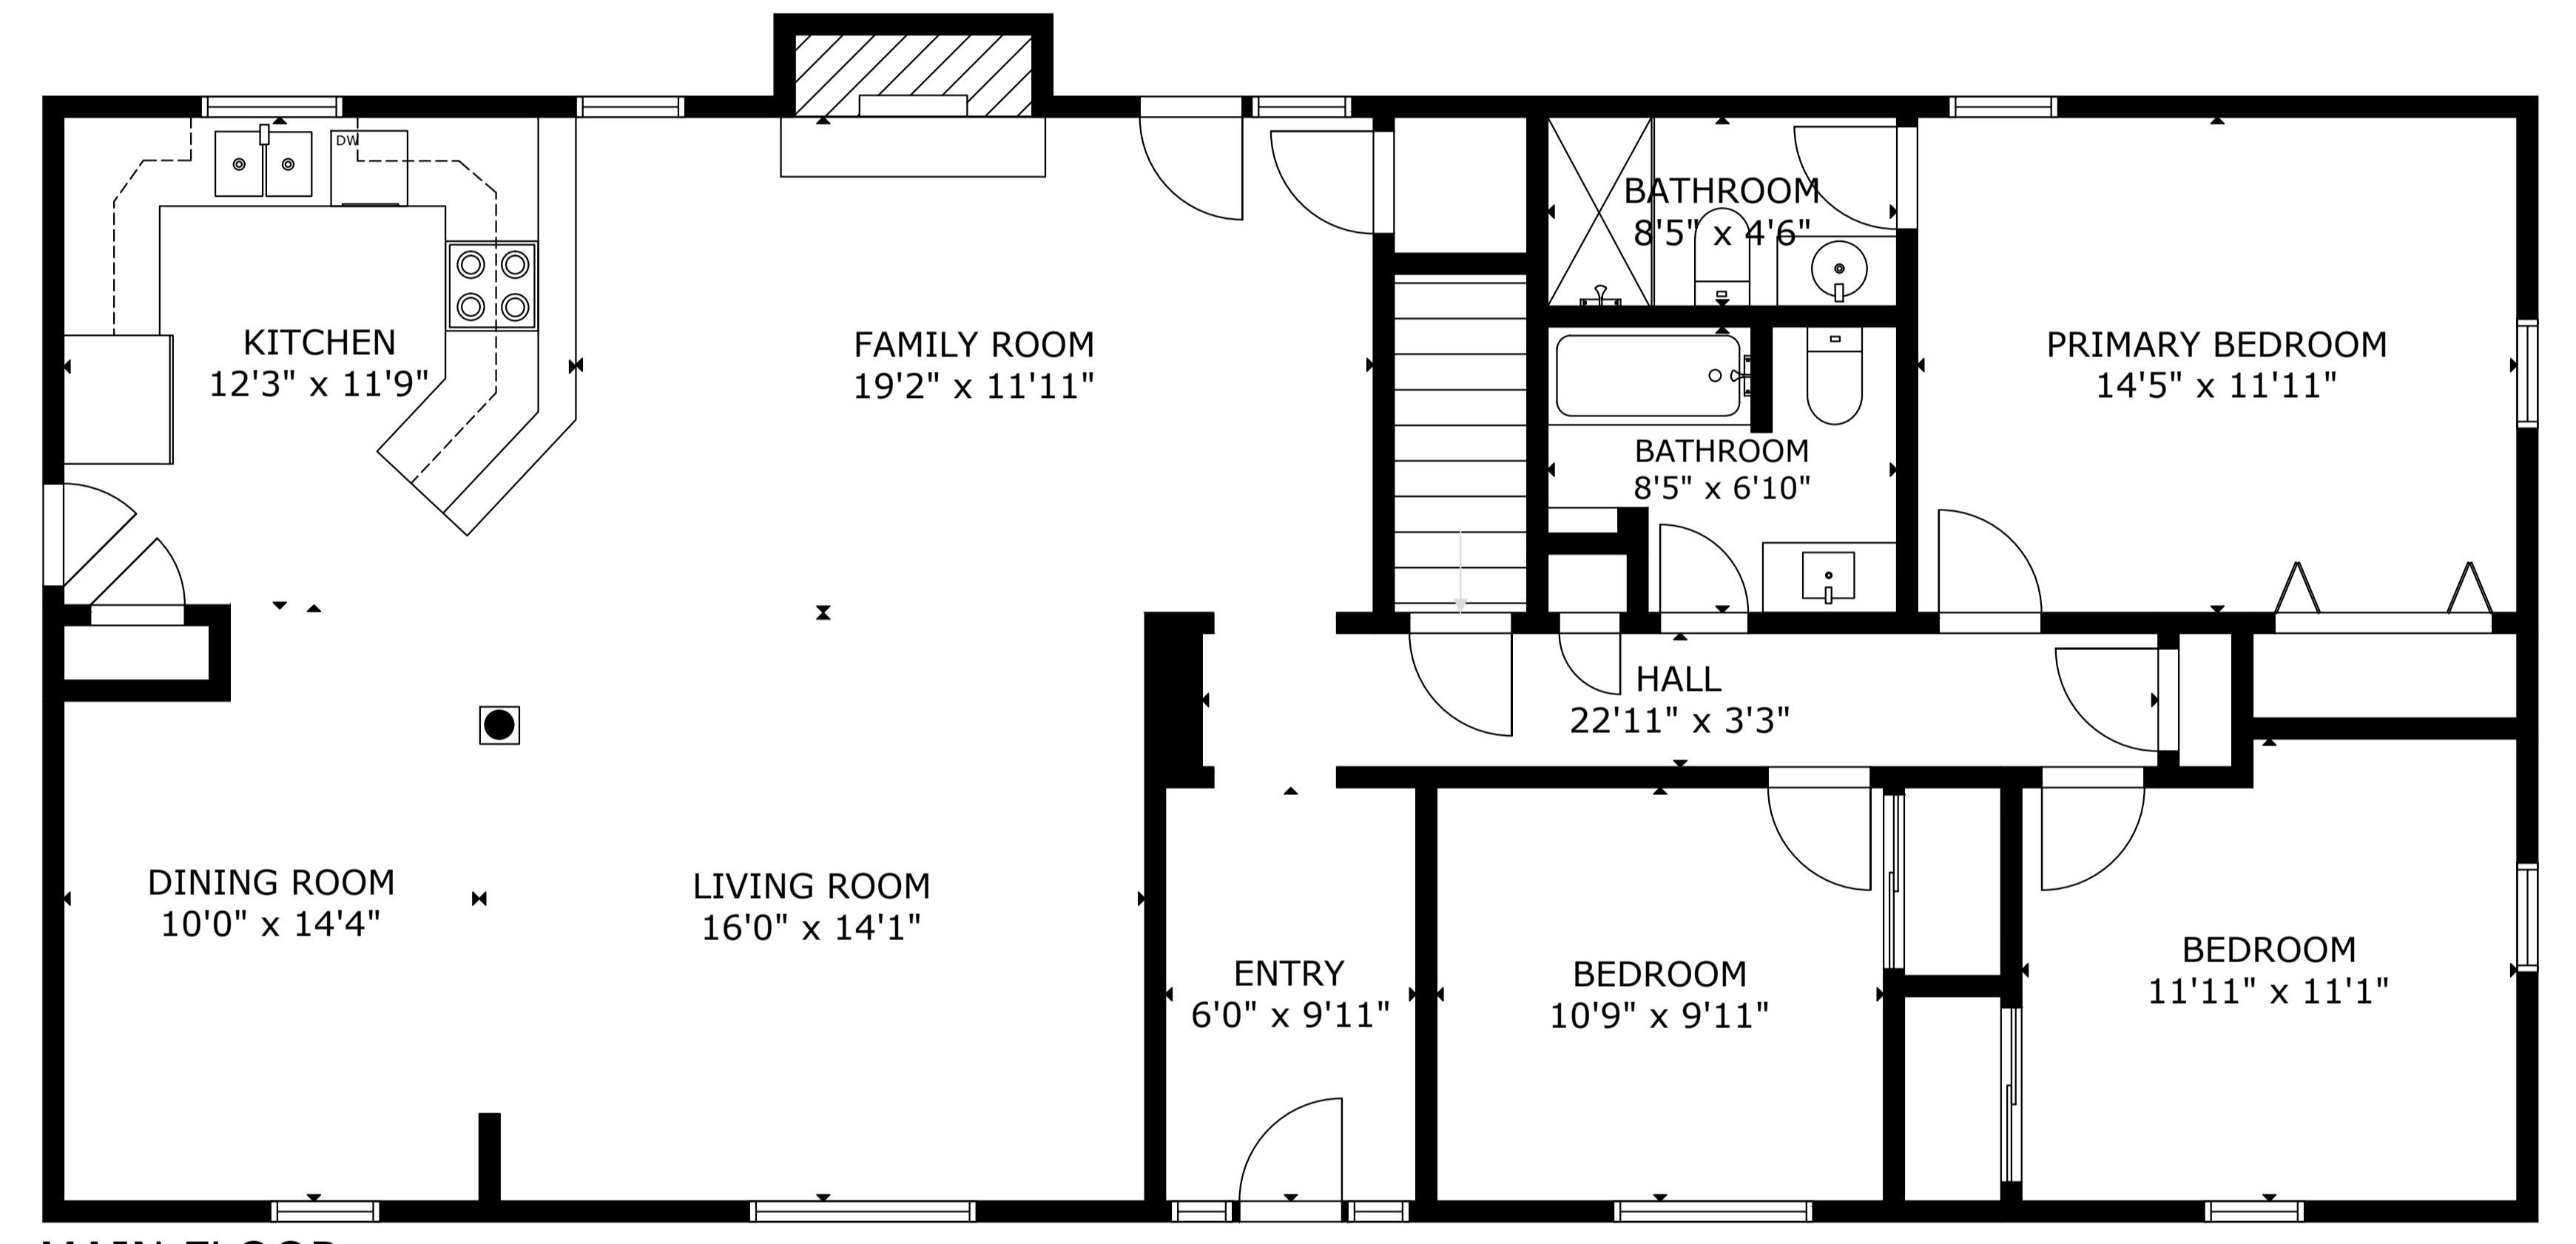 DW
BATHROOM
8'5" x 4'6"
KITCHEN
12'3" x 11'9"
FAMILY ROOM
19'2" x 11'11"
PRIMARY BEDROOM
14'5" x 11'11"
BATHROOM
8'5" x 6'10"
HALL
22'11" x 3'3"
DINING ROOM
10'0" x 14'4"
LIVING ROOM
16'0" x 14'1"
ENTRY
6'0" x 9'11"
BEDROOM
10'9" x 9'11"
BEDROOM
11'11" x 11'1"
MAIN FLOOR